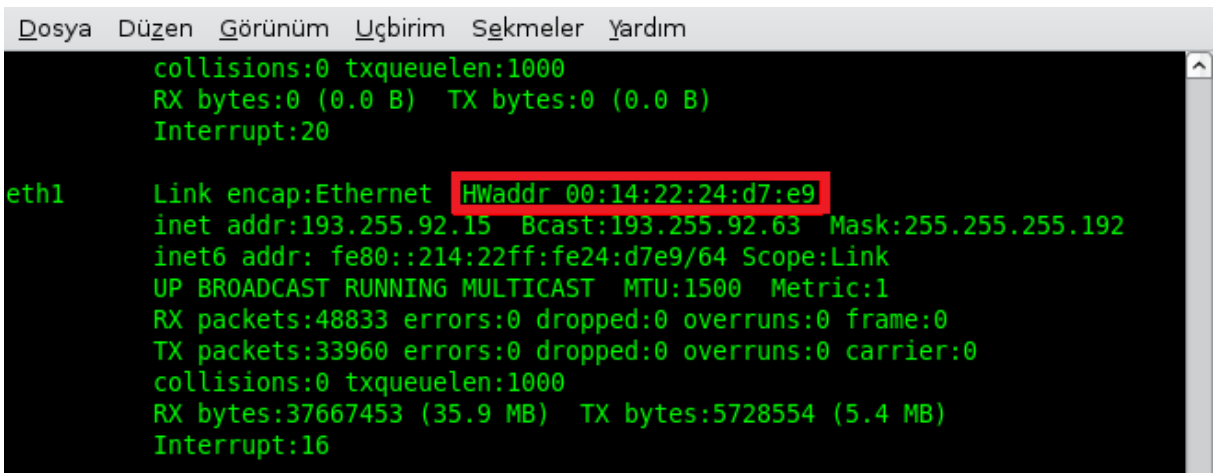 Dosya Düzen Görünüm Uçbirim Sekmeler Yardım
collisions:0 txqueuelen:1000
RX bytes:0 (0.0 B)  TX bytes:0 (0.0 B)
Interrupt:20
eth1 Link encap:Ethernet  HWaddr 00:14:22:24:d7:e9
inet addr:193.255.92.15  Bcast:193.255.92.63  Mask:255.255.255.192
inet6 addr: fe80::214:22ff:fe24:d7e9/64 Scope:Link
UP BROADCAST RUNNING MULTICAST  MTU:1500  Metric:1
RX packets:48833 errors:0 dropped:0 overruns:0 frame:0
TX packets:33960 errors:0 dropped:0 overruns:0 carrier:0
collisions:0 txqueuelen:1000
RX bytes:37667453 (35.9 MB)  TX bytes:5728554 (5.4 MB)
Interrupt:16